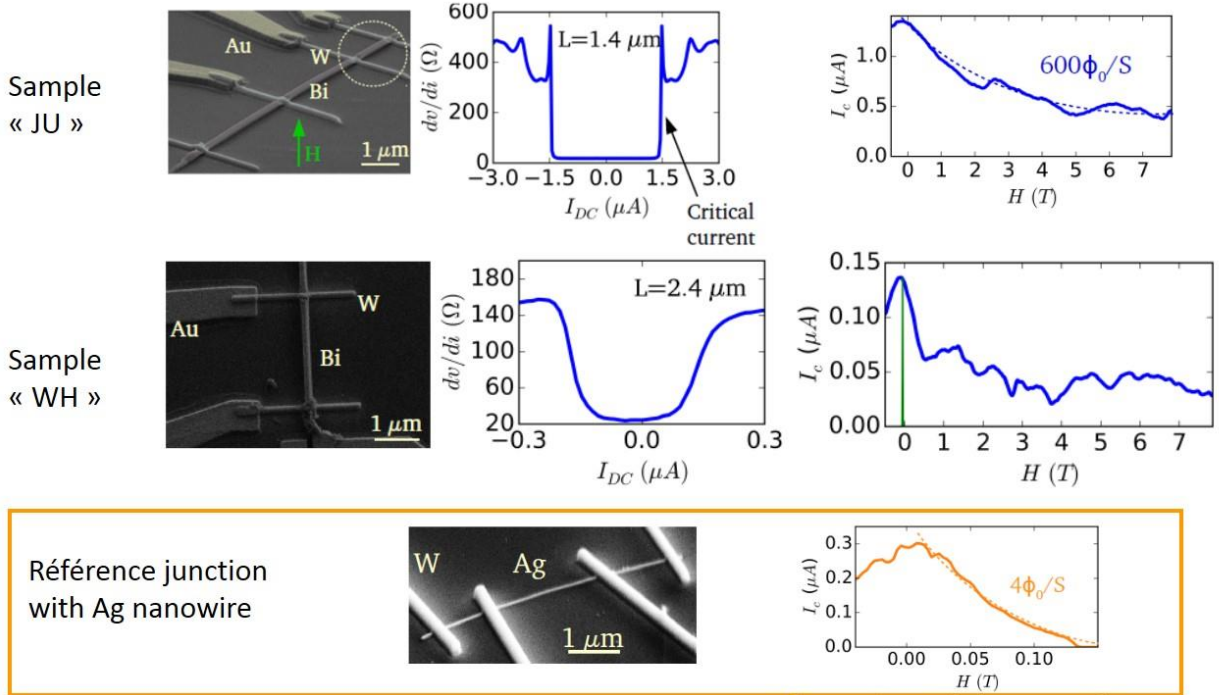 Sample
« JU »
Au
W
Bi
H
1 μm
600
400
200
0
dv/di (Ω)
L=1.4 μm
−3.0 −1.5 0.0 1.5 3.0
I_DC (μA)
Critical
current
1.0
0.5
0.0
I_c (μA)
600ϕ₀/S
0 1 2 3 4 5 6 7
H (T)
Sample
« WH »
Au
W
Bi
1 μm
180
140
100
60
20
dv/di (Ω)
L=2.4 μm
−0.3 0.0 0.3
I_DC (μA)
0.15
0.10
0.05
0.00
I_c (μA)
0 1 2 3 4 5 6 7
H (T)
Référence junction
with Ag nanowire
W
Ag
1 μm
0.3
0.2
0.1
0.0
I_c (μA)
4ϕ₀/S
0.00 0.05 0.10
H (T)